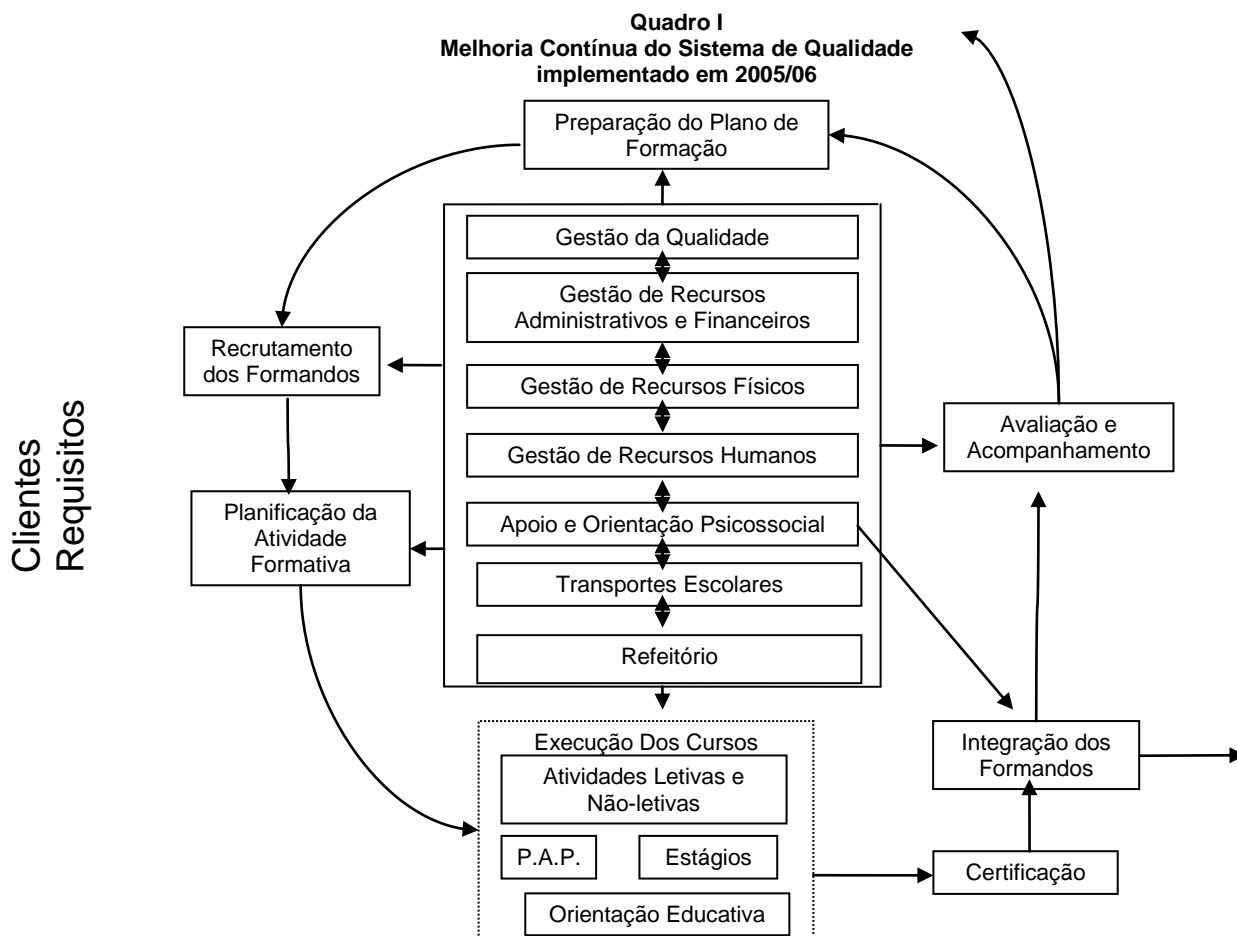 Quadro I
Melhoria Contínua do Sistema de Qualidade
implementado em 2005/06
Preparação do Plano de
Formação
Gestão da Qualidade
Gestão de Recursos
Administrativos e Financeiros
Recrutamento
dos Formandos
Gestão de Recursos Físicos
Clientes
Requisitos
Gestão de Recursos Humanos
Avaliação e
Acompanhamento
Planificação da
Atividade
Formativa
Apoio e Orientação Psicossocial
Transportes Escolares
Refeitório
Execução Dos Cursos
Atividades Letivas e
Não-letivas
Integração dos
Formandos
P.A.P.
Estágios
Certificação
Orientação Educativa